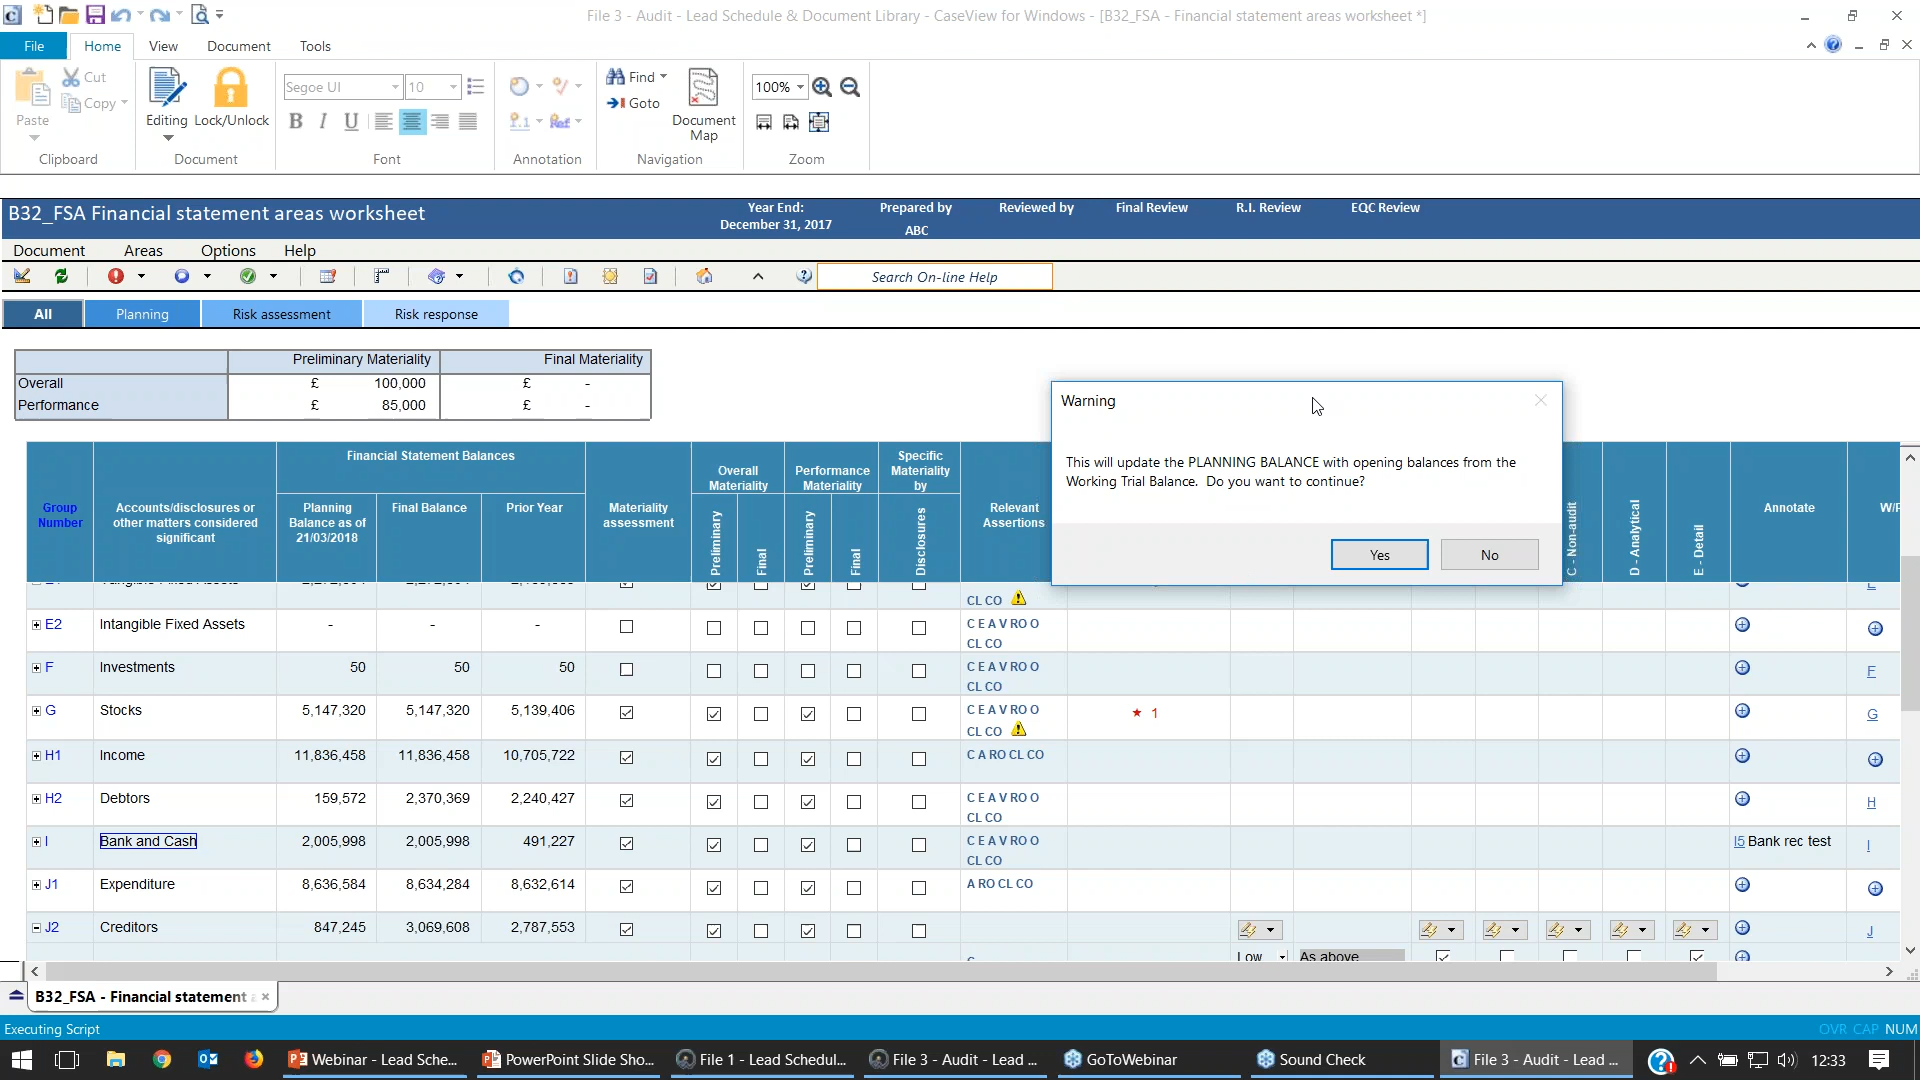 File 3 - Audit - Lead Schedule & Document Library - CaseView for Windows - [B32_FSA - Financial statement areas worksheet *]
File Home View Document Tools
Cut
Copy
Paste
Editing Lock/Unlock
Segoe UI 10
B I U
Find
Goto
Document Map
100%
Clipboard Document Font Annotation Navigation Zoom
B32_FSA Financial statement areas worksheet
Year End: December 31, 2017
Prepared by ABC
Reviewed by
Final Review
R.I. Review
EQC Review
Document Areas Options Help
Search On-line Help
All Planning Risk assessment Risk response
Preliminary Materiality Final Materiality
Overall £ 100,000 £ -
Performance £ 85,000 £ -
Warning
This will update the PLANNING BALANCE with opening balances from the
Working Trial Balance. Do you want to continue?
Yes No
Group Number
Accounts/disclosures or other matters considered significant
Financial Statement Balances
Planning Balance as of 21/03/2018
Final Balance
Prior Year
Materiality assessment
Overall Materiality
Preliminary
Final
Performance Materiality
Preliminary
Final
Specific Materiality by
Disclosures
Relevant Assertions
C - Non-audit
D - Analytical
E - Detail
Annotate
CL CO
E2 Intangible Fixed Assets - - - C E A V RO O
CL CO
F Investments 50 50 50 C E A V RO O F
CL CO
G Stocks 5,147,320 5,147,320 5,139,406 C E A V RO O 1 G
CL CO
H1 Income 11,836,458 11,836,458 10,705,722 C A RO CL CO
H2 Debtors 159,572 2,370,369 2,240,427 C E A V RO O H
CL CO
I Bank and Cash 2,005,998 2,005,998 491,227 C E A V RO O I5 Bank rec test I
CL CO
J1 Expenditure 8,636,584 8,634,284 8,632,614 A RO CL CO
J2 Creditors 847,245 3,069,608 2,787,553 J
Low As above
B32_FSA - Financial statement
Executing Script
OVR CAP NUM
Webinar - Lead Sche...
PowerPoint Slide Sho...
File 1 - Lead Schedul...
File 3 - Audit - Lead ...
GoToWebinar
Sound Check
File 3 - Audit - Lead ...
12:33